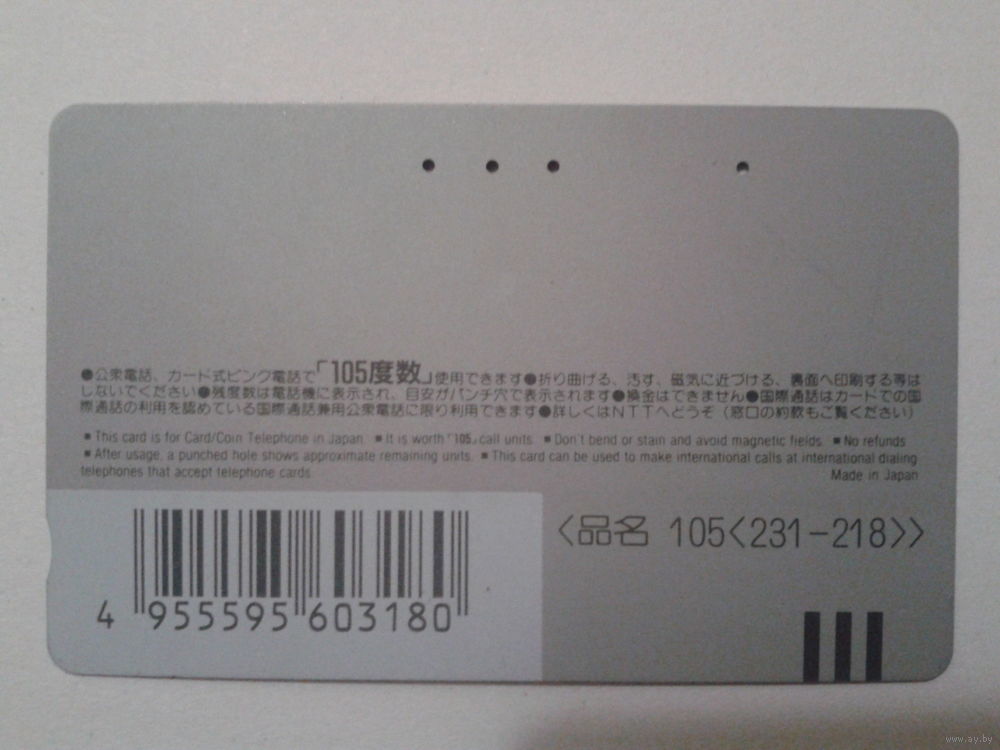 ●公衆電話、カード式ピンク電話で「105度数」使用できます●折り曲げる、汚す、磁気に近づける、裏面へ印刷する等は
しないでください●残度数は電話機に表示され、目安がパンチ穴で表示されます●換金はできません●国際通話はカードでの国
際通話の利用を認めている国際通話兼用公衆電話に限り利用できます●詳しくはNTTへどうぞ（窓口の約款もご覧ください）
■ This card is for Card/Coin Telephone in Japan. ■ It is worth「105」call units. ■ Don't bend or stain and avoid magnetic fields. ■ No refunds
■ After usage, a punched hole shows approximate remaining units. ■ This card can be used to make international calls at international dialing
telephones that accept telephone cards.
Made in Japan
<品名 105<231-218>>
4 955595 603180
www.ay.by